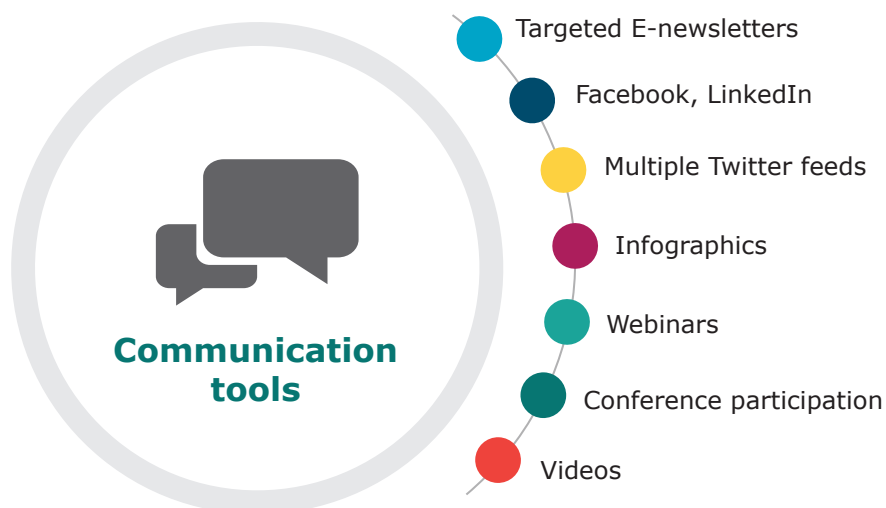 Targeted E-newsletters
Facebook, LinkedIn
Multiple Twitter feeds
Infographics
Webinars
Conference participation
Videos
Communication
tools